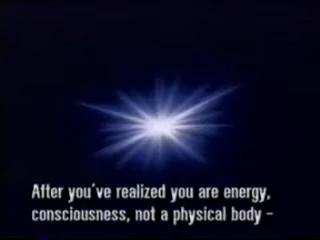 After you've realized you are energy,
consciousness, not a physical body -